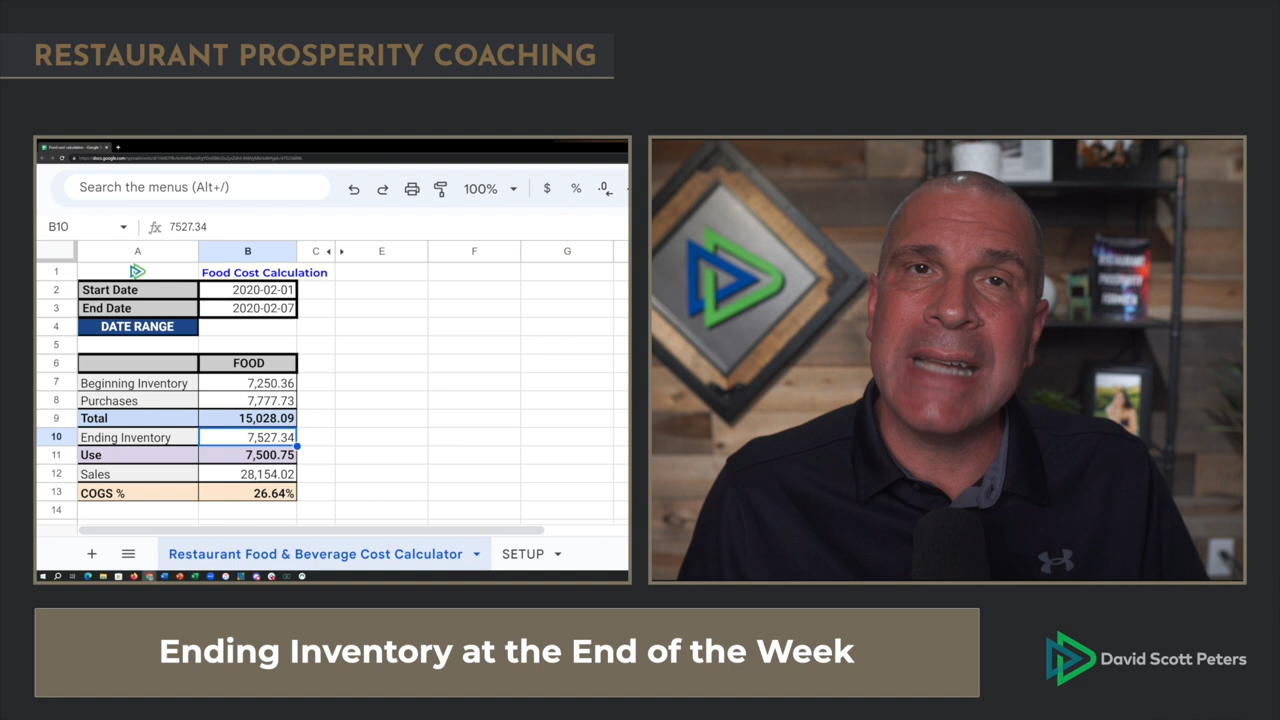 RESTAURANT PROSPERITY COACHING
Search the menus (Alt+/)
100%
$ % .0
B10
fx 7527.34
A B C E F G
1 Food Cost Calculation
2 Start Date 2020-02-01
3 End Date 2020-02-07
4 DATE RANGE
5
6 FOOD
7 Beginning Inventory 7,250.36
8 Purchases 7,777.73
9 Total 15,028.09
10 Ending Inventory 7,527.34
11 Use 7,500.75
12 Sales 28,154.02
13 COGS % 26.64%
14
Restaurant Food & Beverage Cost Calculator
SETUP
RESTAURANT
PROSPERITY
FORMULA
Ending Inventory at the End of the Week
David Scott Peters